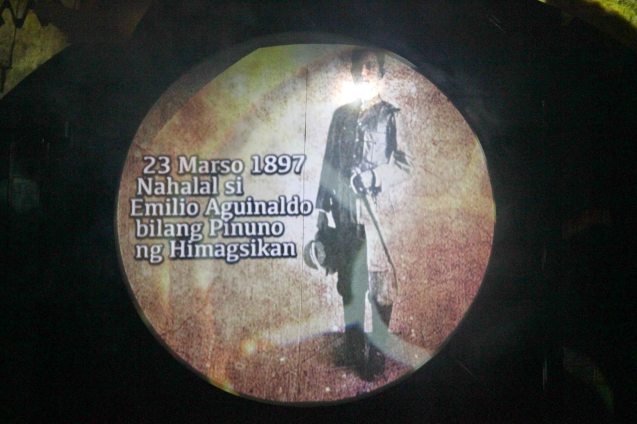 23 Marso 1897
Nahalal si
Emilio Aguinaldo
bilang Pinuno
ng Himagsikan